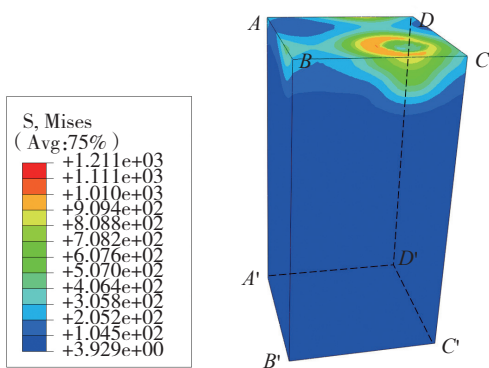 A
D
B
C
S, Mises
(Avg:75%)
+1.211e+03
+1.111e+03
+1.010e+03
+9.094e+02
+8.088e+02
+7.082e+02
+6.076e+02
+5.070e+02
+4.064e+02
+3.058e+02
+2.052e+02
+1.045e+02
+3.929e+00
A'
D'
B'
C'